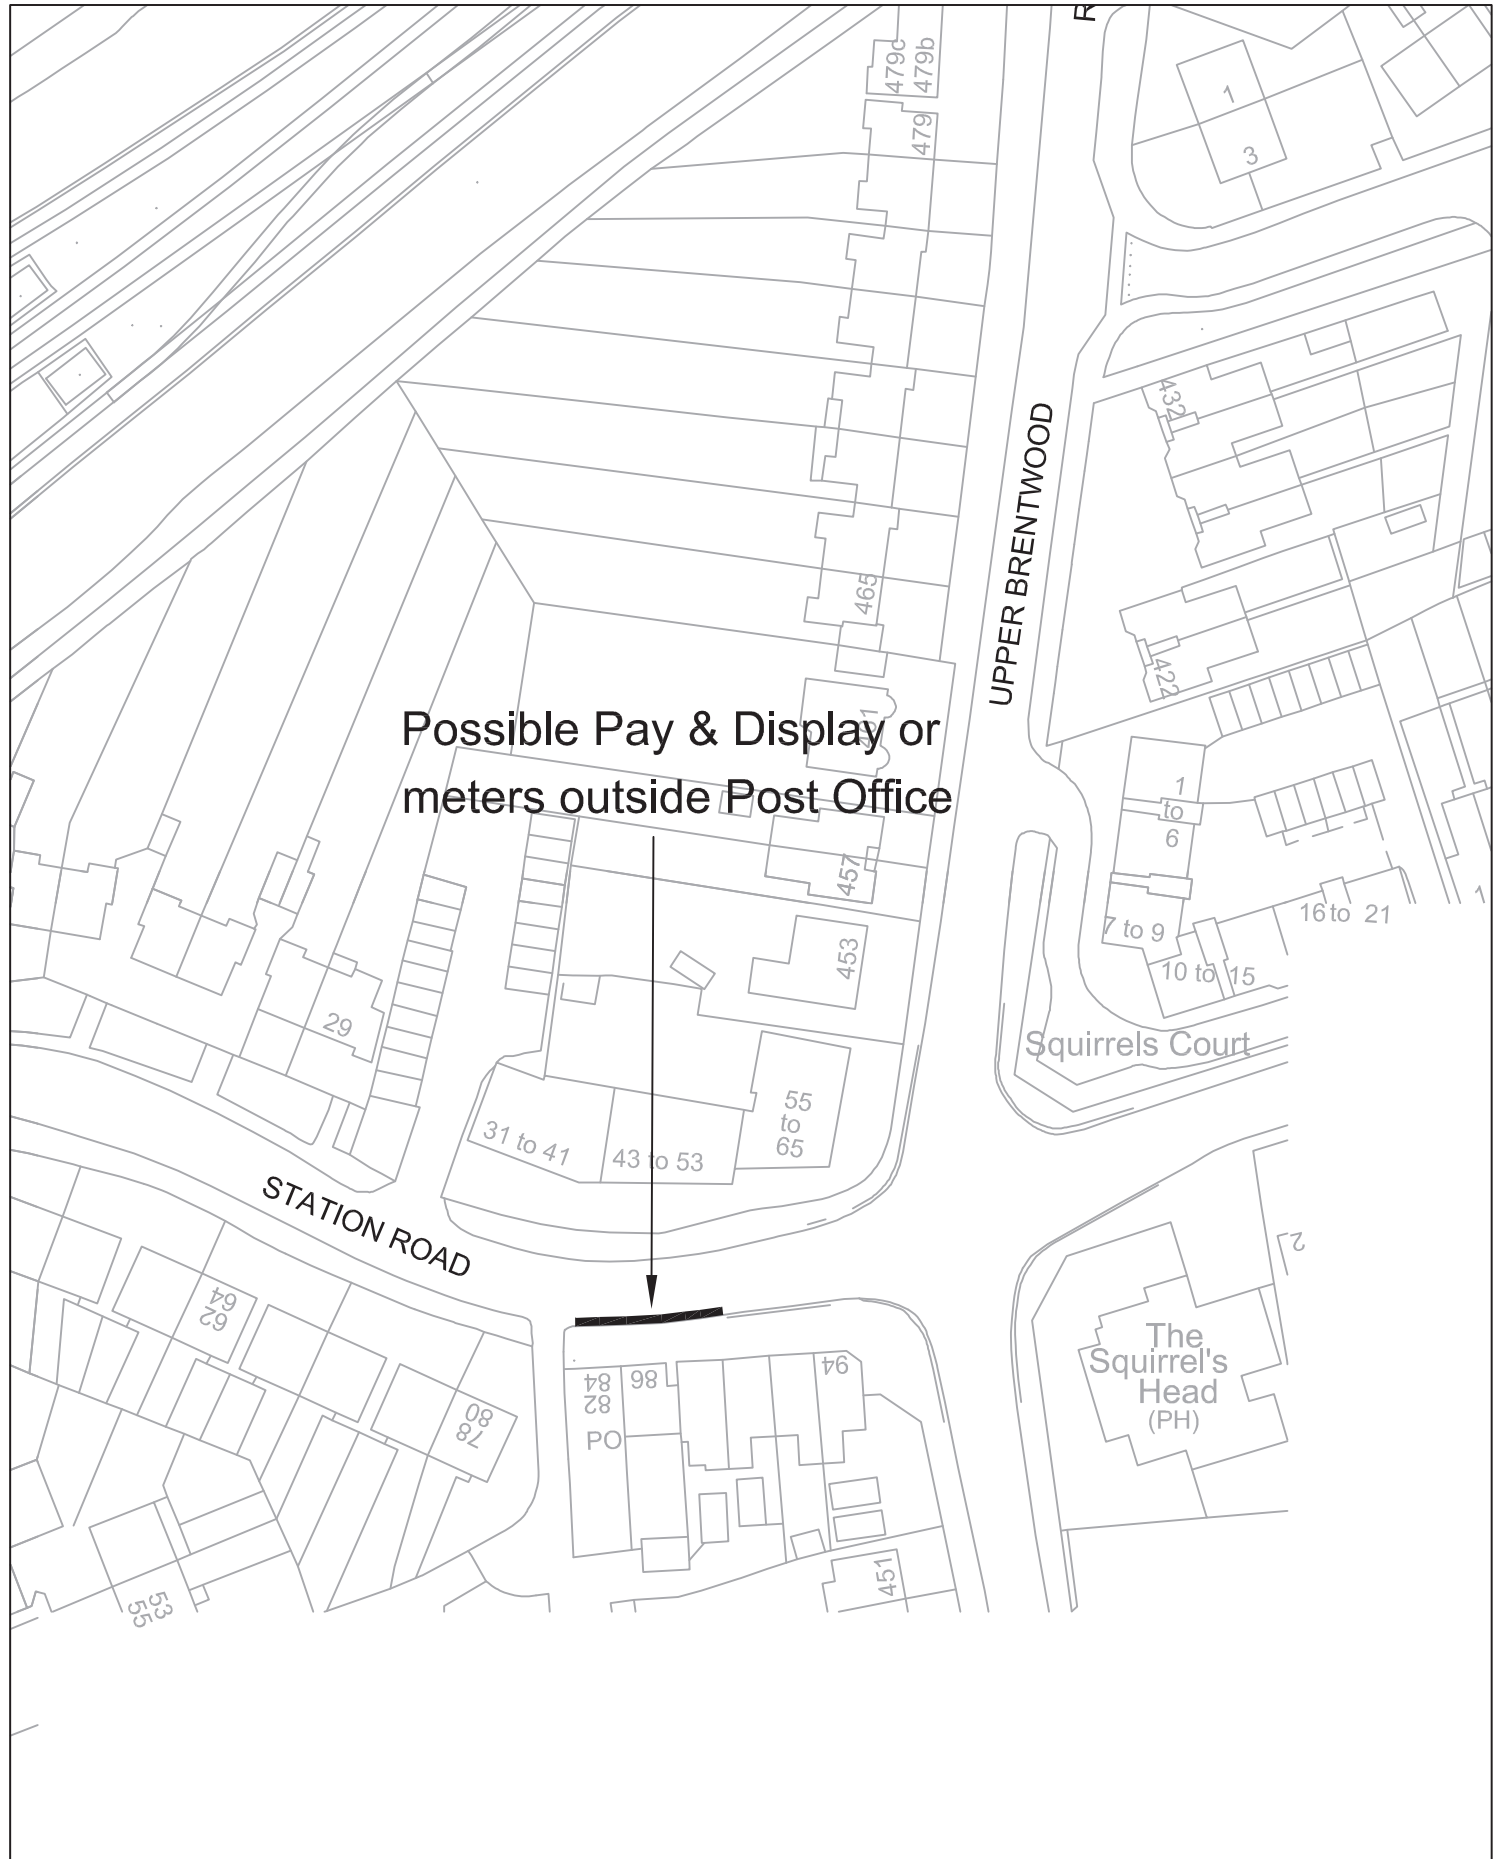 R
479c
479b
479
1
3
432
UPPER BRENTWOOD
465
422
461
Possible Pay & Display or
meters outside Post Office
1
to
6
457
1
7 to 9
16 to 21
453
10 to 15
29
Squirrels Court
55
to
65
31 to 41
43 to 53
STATION ROAD
21
64
62
The
Squirrel's
Head
(PH)
94
86
84
82
80
78
PO
451
53
55